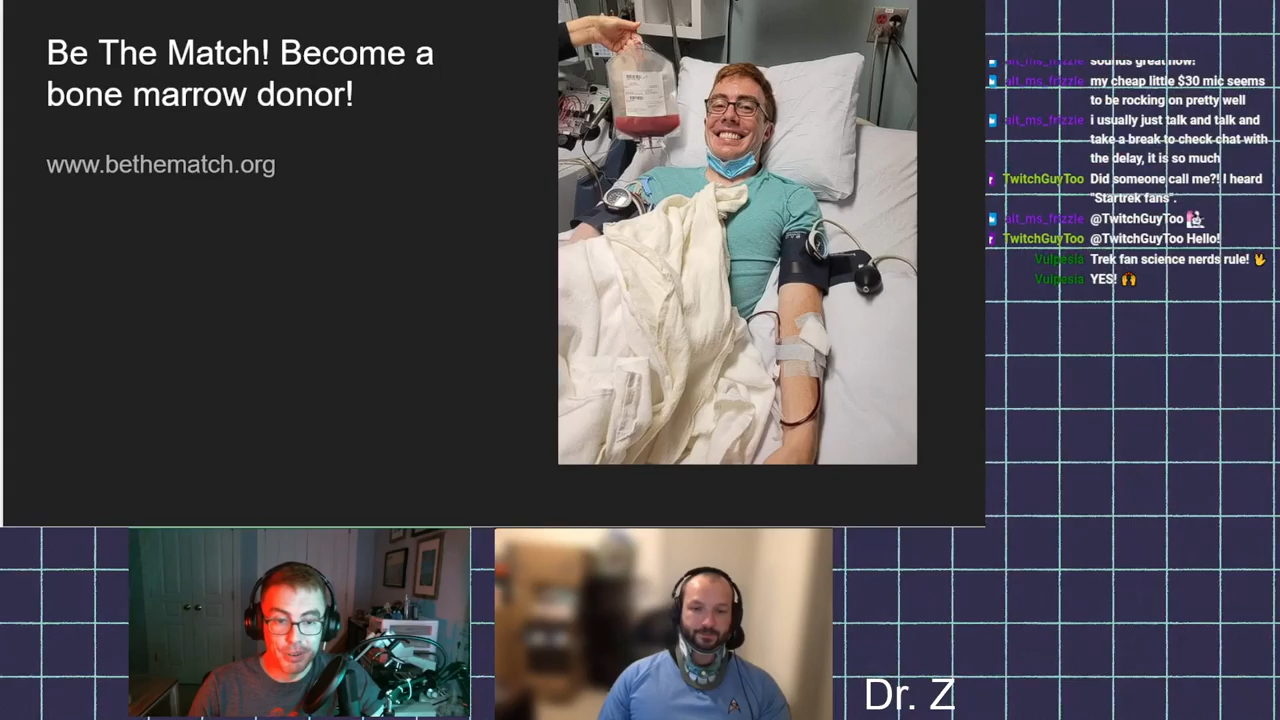 Be The Match! Become a
bone marrow donor!
www.bethematch.org
sounds great now!
my cheap little $30 mic seems
to be rocking on pretty well
i usually just talk and talk and
take a break to check chat with
the delay, it is so much
TwitchGuyToo Did someone call me?! I heard
"Startrek fans".
alt_ms_frizzle @TwitchGuyToo
TwitchGuyToo @TwitchGuyToo Hello!
Vulpesia Trek fan science nerds rule! 🖖
Vulpesia YES! 🙌
Dr. Z